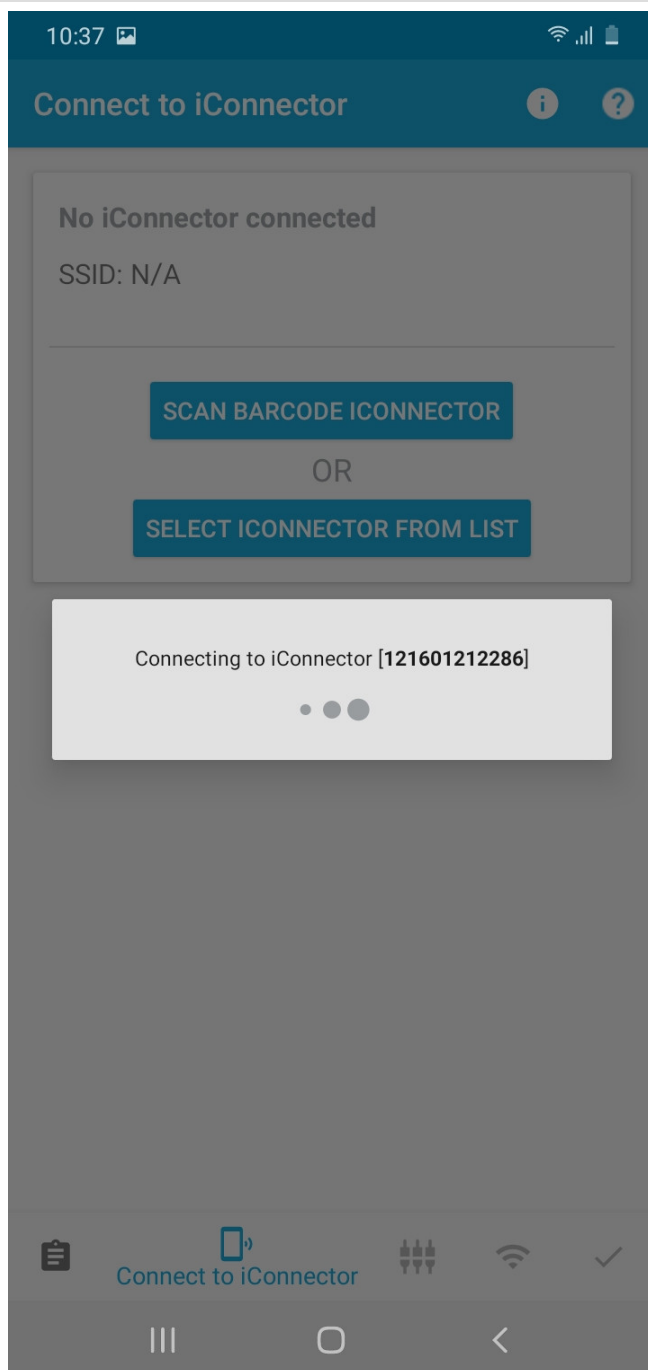 10:37
Connect to iConnector
No iConnector connected
SSID: N/A
SCAN BARCODE ICONNECTOR
OR
SELECT ICONNECTOR FROM LIST
Connecting to iConnector [121601212286]
Connect to iConnector